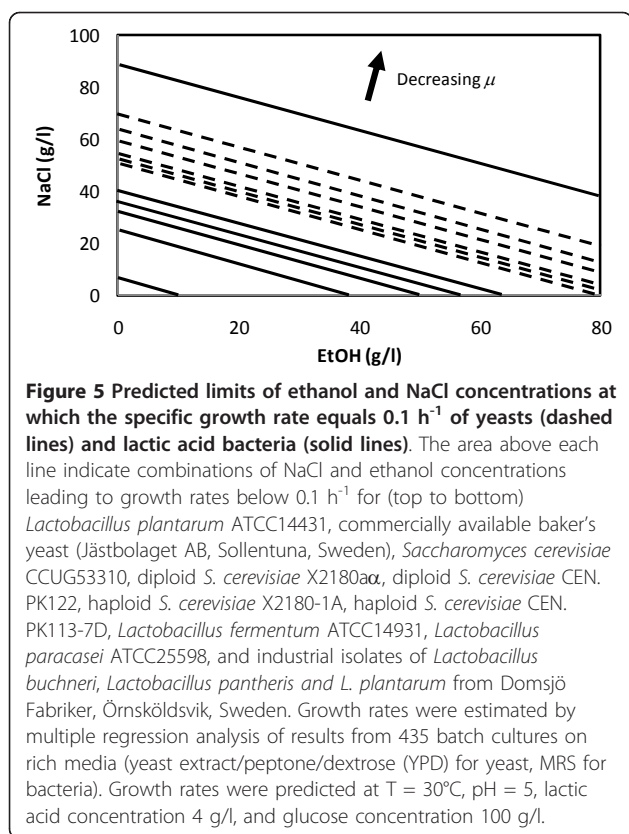 100
80
60
40
20
0
NaCl (g/l)
Decreasing μ
0 20 40 60 80
EtOH (g/l)
Figure 5 Predicted limits of ethanol and NaCl concentrations at
which the specific growth rate equals 0.1 h-1 of yeasts (dashed
lines) and lactic acid bacteria (solid lines). The area above each
line indicate combinations of NaCl and ethanol concentrations
leading to growth rates below 0.1 h-1 for (top to bottom)
Lactobacillus plantarum ATCC14431, commercially available baker's
yeast (Jästbolaget AB, Sollentuna, Sweden), Saccharomyces cerevisiae
CCUG53310, diploid S. cerevisiae X2180aα, diploid S. cerevisiae CEN.
PK122, haploid S. cerevisiae X2180-1A, haploid S. cerevisiae CEN.
PK113-7D, Lactobacillus fermentum ATCC14931, Lactobacillus
paracasei ATCC25598, and industrial isolates of Lactobacillus
buchneri, Lactobacillus pantheris and L. plantarum from Domsjö
Fabriker, Örnsköldsvik, Sweden. Growth rates were estimated by
multiple regression analysis of results from 435 batch cultures on
rich media (yeast extract/peptone/dextrose (YPD) for yeast, MRS for
bacteria). Growth rates were predicted at T = 30°C, pH = 5, lactic
acid concentration 4 g/l, and glucose concentration 100 g/l.